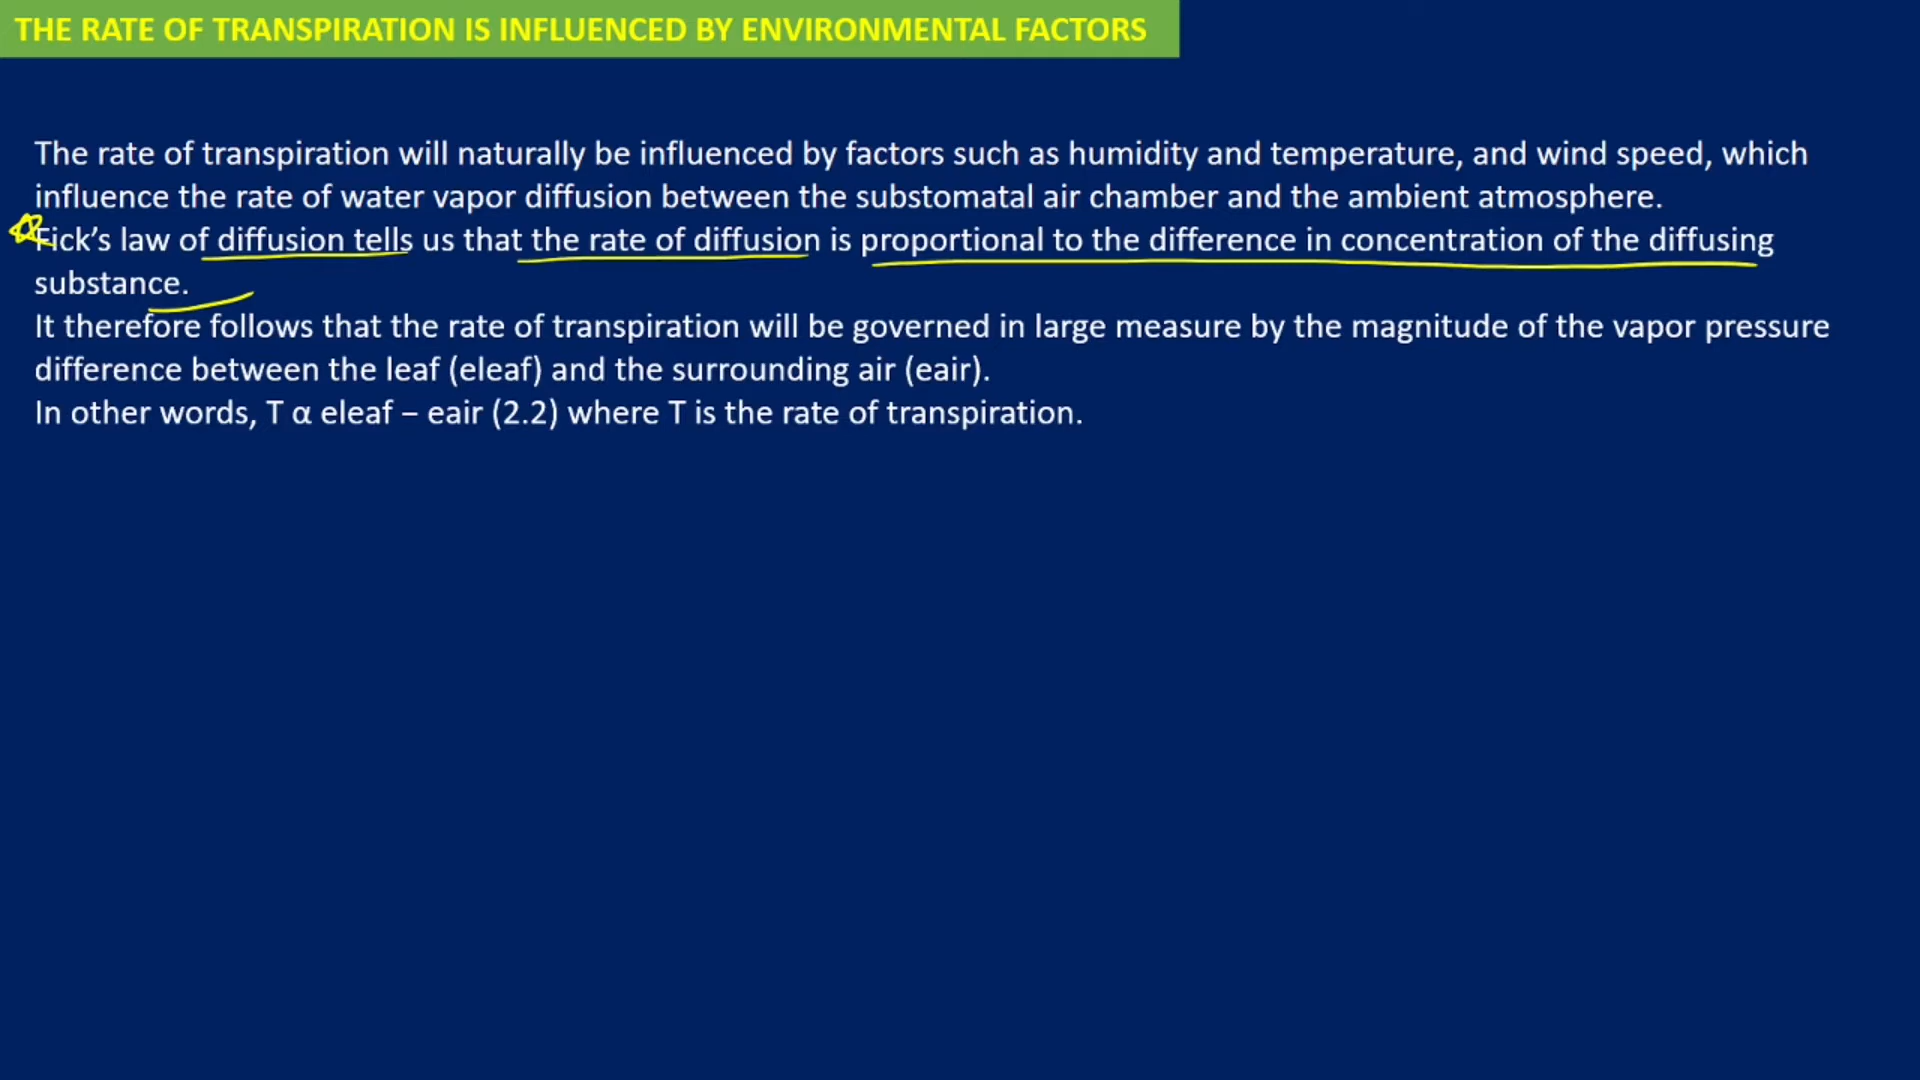 THE RATE OF TRANSPIRATION IS INFLUENCED BY ENVIRONMENTAL FACTORS
The rate of transpiration will naturally be influenced by factors such as humidity and temperature, and wind speed, which
influence the rate of water vapor diffusion between the substomatal air chamber and the ambient atmosphere.
Fick’s law of diffusion tells us that the rate of diffusion is proportional to the difference in concentration of the diffusing
substance.
It therefore follows that the rate of transpiration will be governed in large measure by the magnitude of the vapor pressure
difference between the leaf (eleaf) and the surrounding air (eair).
In other words, T α eleaf − eair (2.2) where T is the rate of transpiration.